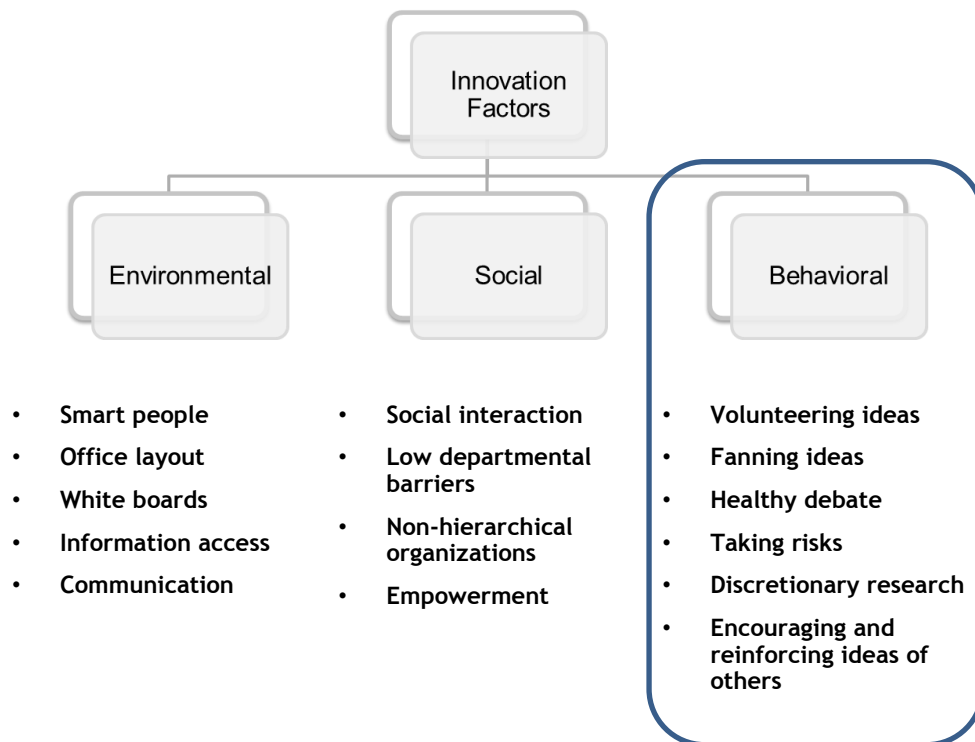 Innovation
Factors
Environmental
Social
Behavioral
• Smart people
• Office layout
• White boards
• Information access
• Communication
• Social interaction
• Low departmental
barriers
• Non-hierarchical
organizations
• Empowerment
• Volunteering ideas
• Fanning ideas
• Healthy debate
• Taking risks
• Discretionary research
• Encouraging and
reinforcing ideas of
others